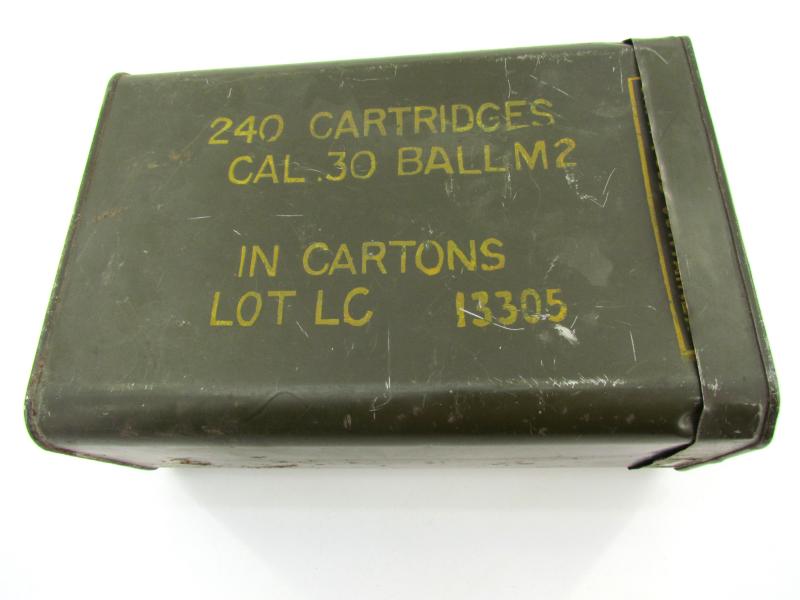 240 CARTRIDGES
CAL .30 BALL M2
IN CARTONS
LOT LC 13305